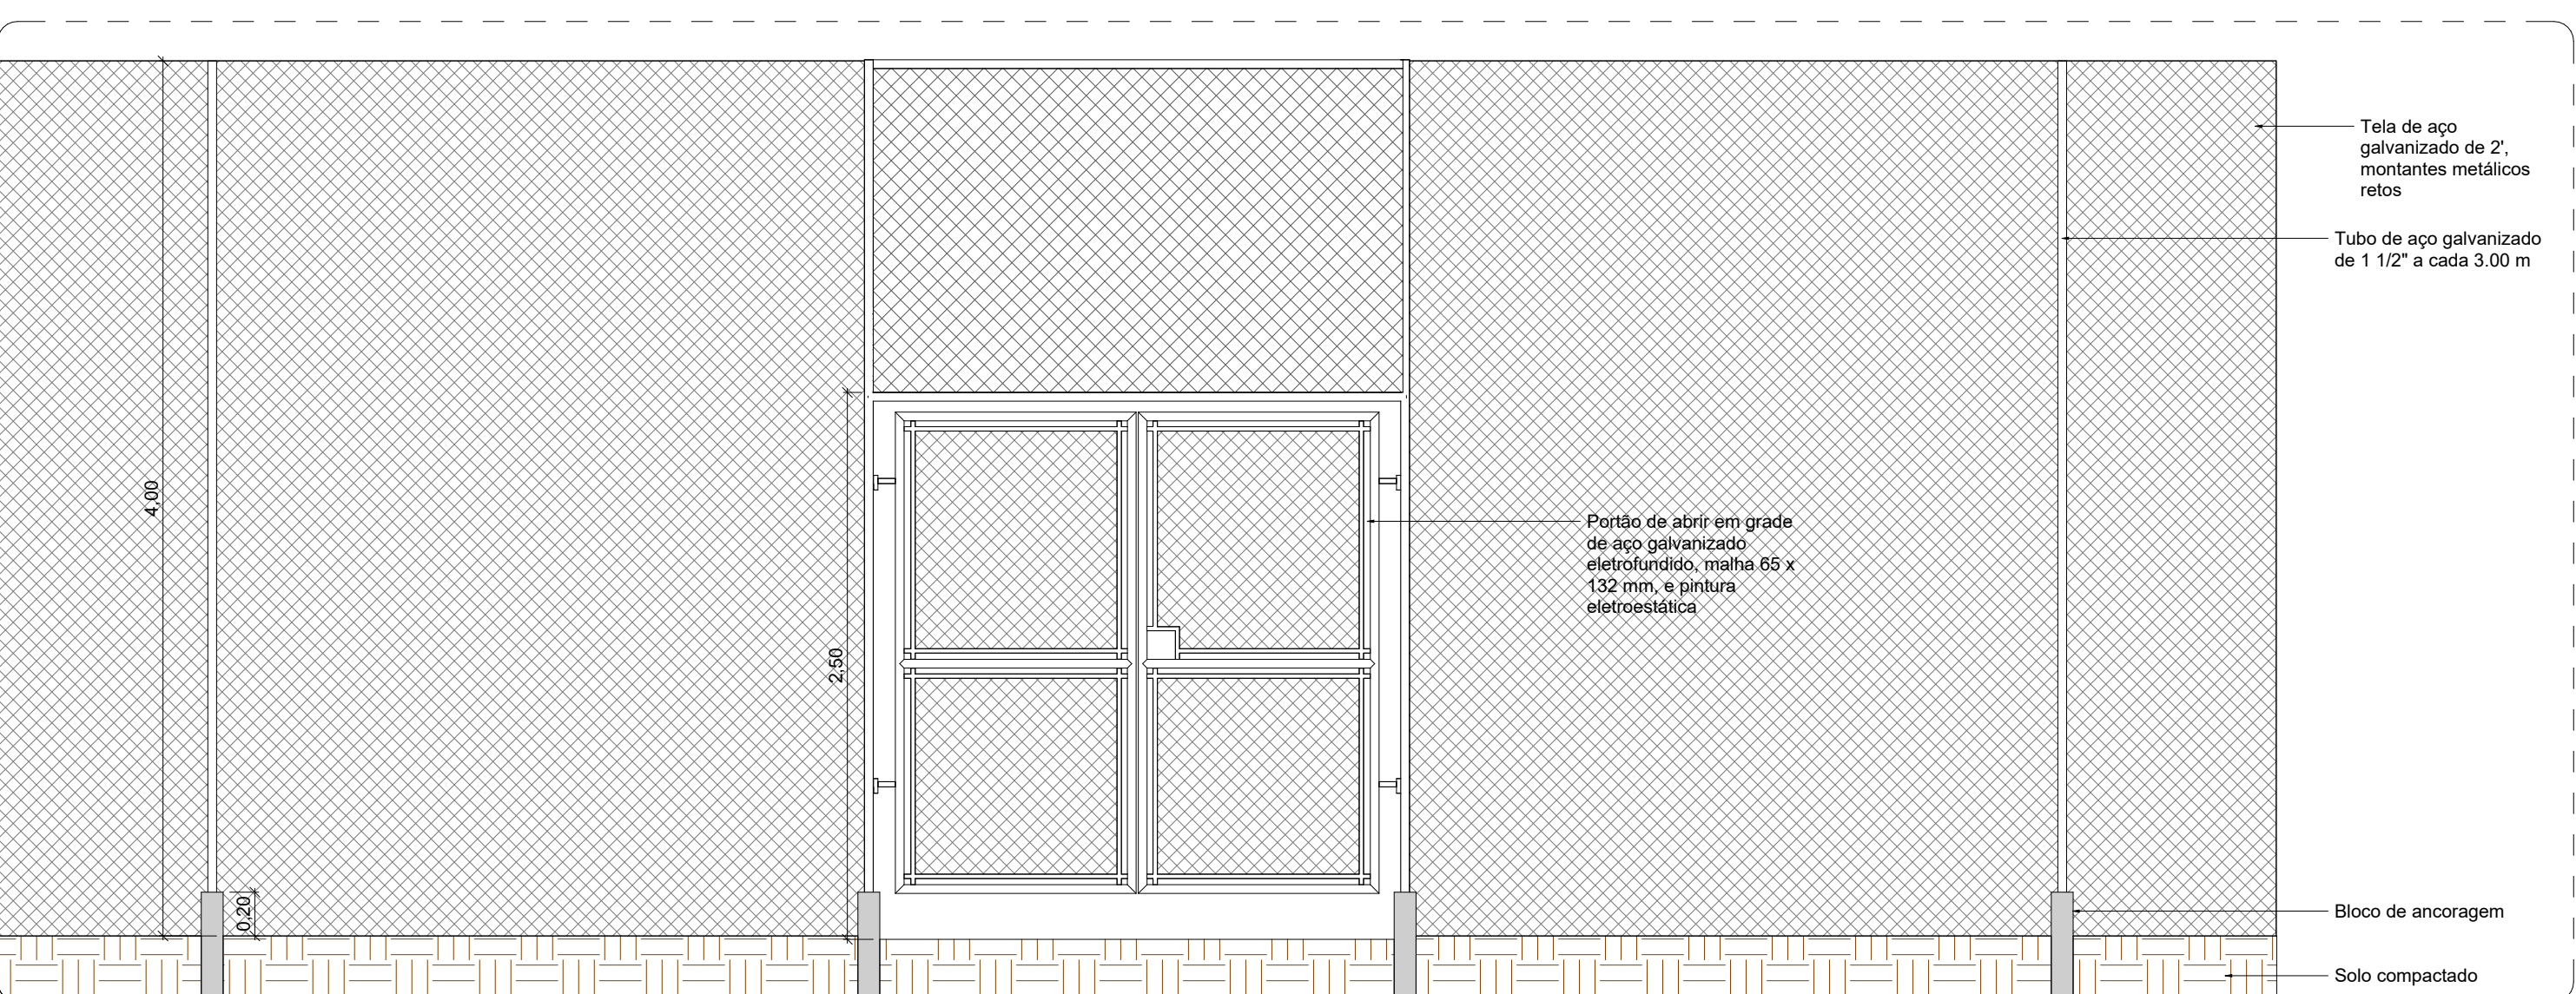 Tela de aço
galvanizado de 2',
montantes metálicos
retos
Tubo de aço galvanizado
de 1 1/2" a cada 3.00 m
4,00
Portão de abrir em grade
de aço galvanizado
eletrofundido, malha 65 x
132 mm, e pintura
eletroestática
2,50
0,20
Bloco de ancoragem
Solo compactado